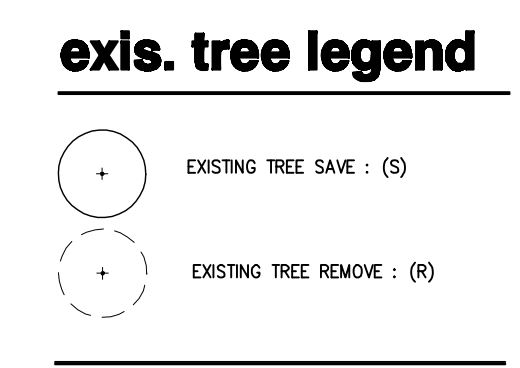 exis. tree legend
EXISTING TREE SAVE : (S)
EXISTING TREE REMOVE : (R)